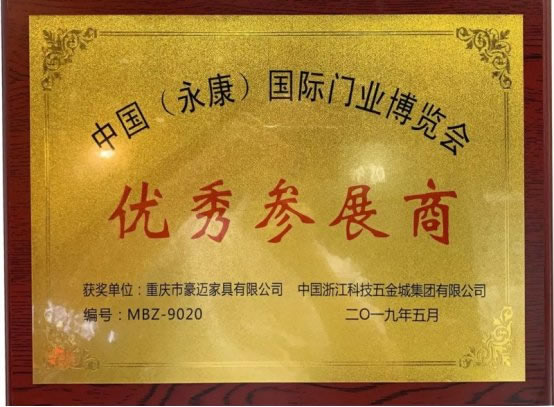 中国（永康）国际门业博览会
优秀参展商
获奖单位：重庆市豪迈家具有限公司 中国浙江科技五金城集团有限公司
编号：MBZ-9020 二〇一九年五月